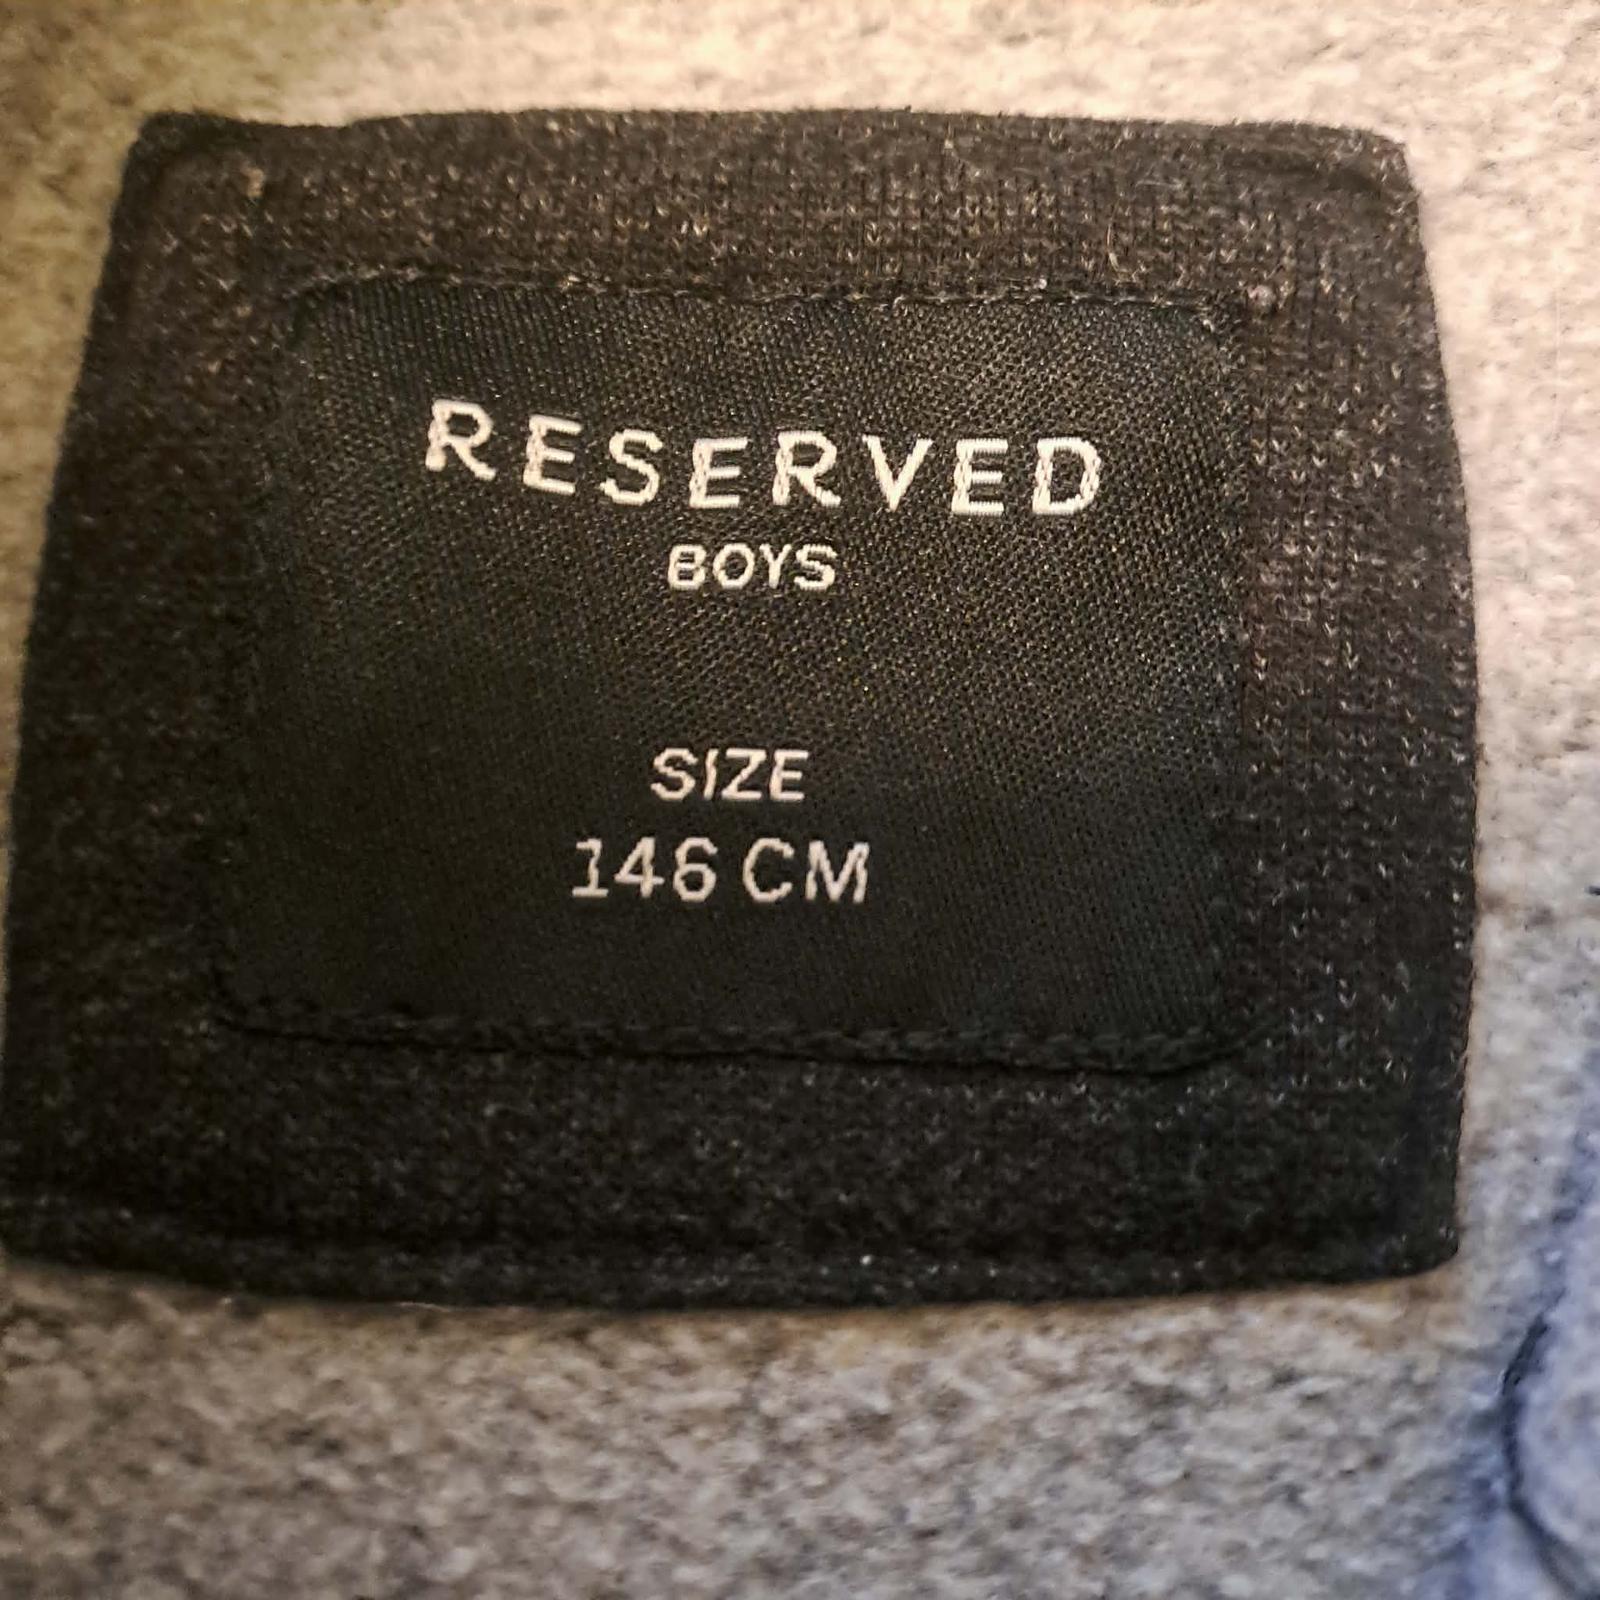 RESERVED
BOYS
SIZE
146 CM